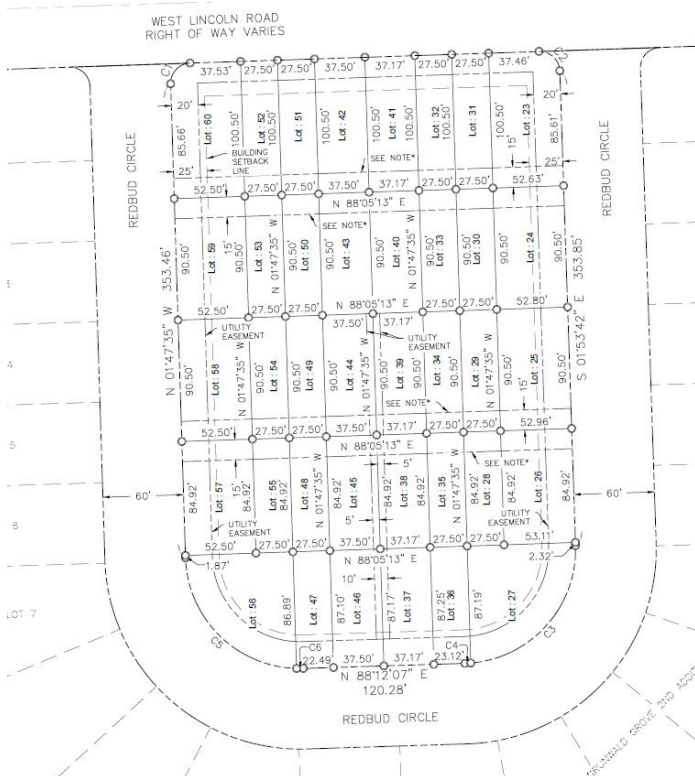 WEST LINCOLN ROAD
RIGHT OF WAY VARIES
C1 37.53' 27.50' 27.50' 37.50' 37.17' 27.50' 27.50' 37.46' C2
20' 20'
85.66' Lot : 60 100.50' Lot : 52 100.50' Lot : 51 100.50' Lot : 42 100.50' Lot : 41 100.50' Lot : 32 100.50' Lot : 31 100.50' Lot : 23 85.61'
REDBUD CIRCLE
REDBUD CIRCLE
BUILDING
SETBACK
LINE
SEE NOTE*
15'
25' 25'
52.50' 27.50' 27.50' 37.50' 37.17' 27.50' 27.50' 52.63'
N 88°05'13" E
SEE NOTE*
15'
N 01°47'35" W 353.46'
S 01°53'42" E 353.85'
90.50' Lot : 59 90.50' Lot : 53 N 01°47'35" W 90.50' Lot : 50 90.50' Lot : 43 90.50' Lot : 40 N 01°47'35" W 90.50' Lot : 33 90.50' Lot : 30 90.50' Lot : 24
N 88°05'13" E
52.50' 27.50' 27.50' 37.50' 37.17' 27.50' 27.50' 52.80'
UTILITY
EASEMENT
UTILITY
EASEMENT
90.50' Lot : 58 N 01°47'35" W 90.50' Lot : 54 90.50' Lot : 49 90.50' Lot : 44 N 01°47'35" W 90.50' Lot : 39 90.50' Lot : 34 90.50' Lot : 29 N 01°47'35" W 90.50' Lot : 25
SEE NOTE*
15'
52.50' 27.50' 27.50' 37.50' 37.17' 27.50' 27.50' 52.96'
N 88°05'13" E
SEE NOTE*
15'
5'
84.92' Lot : 57 84.92' Lot : 55 84.92' Lot : 48 N 01°47'35" W 84.92' Lot : 45 84.92' Lot : 38 84.92' Lot : 35 N 01°47'35" W 84.92' Lot : 28 84.92' Lot : 26
60' 60'
5'
UTILITY
EASEMENT
UTILITY
EASEMENT
52.50' 27.50' 27.50' 37.50' 37.17' 27.50' 27.50' 53.11'
1.87' N 88°05'13" E 2.32'
10'
Lot : 56 86.89' Lot : 47 87.10' Lot : 46 87.17' Lot : 37 87.25' Lot : 36 87.19' Lot : 27
C5 C6 C4 C3
22.49' 37.50' 37.17' 23.12'
N 88°12'07" E
120.28'
REDBUD CIRCLE
4
5
6
LOT 7
GRUNWALD GROVE 2ND ADDIT